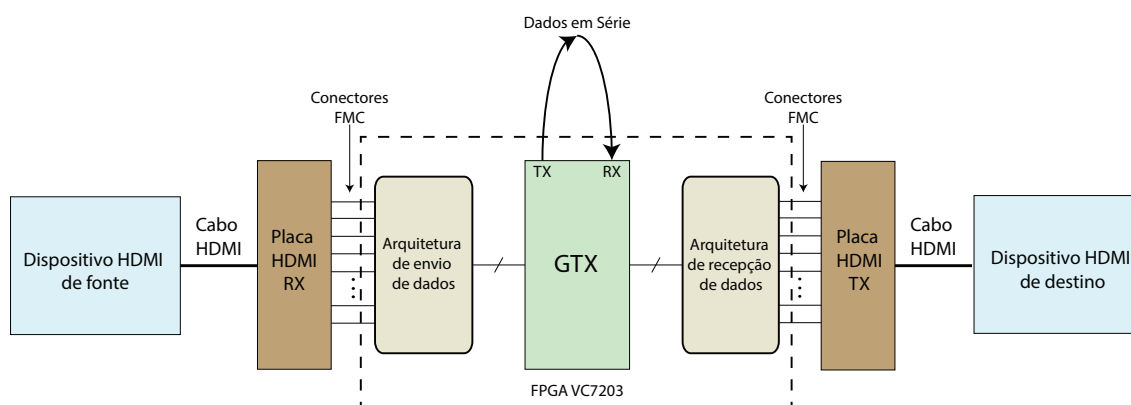 Dados em Série
Conectores
FMC
Conectores
FMC
TX
RX
Cabo
HDMI
Placa
HDMI
RX
Arquitetura
de envio
de dados
GTX
Arquitetura
de recepção
de dados
Placa
HDMI
TX
Cabo
HDMI
Dispositivo HDMI
de fonte
Dispositivo HDMI
de destino
FPGA VC7203